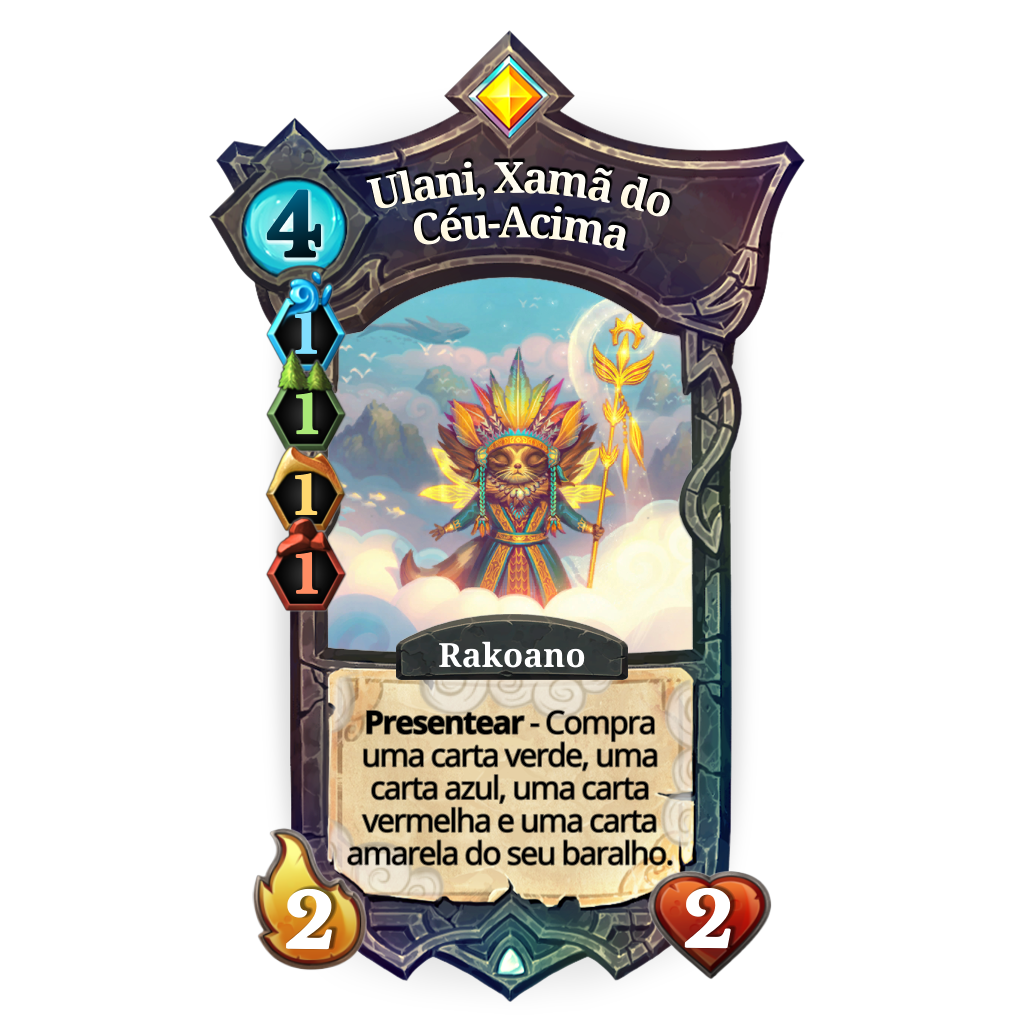 Ulani, Xamã do
Céu-Acima
4
1
1
1
1
Rakoano
Presentear - Compra
uma carta verde, uma
carta azul, uma carta
vermelha e uma carta
amarela do seu baralho.
2
2